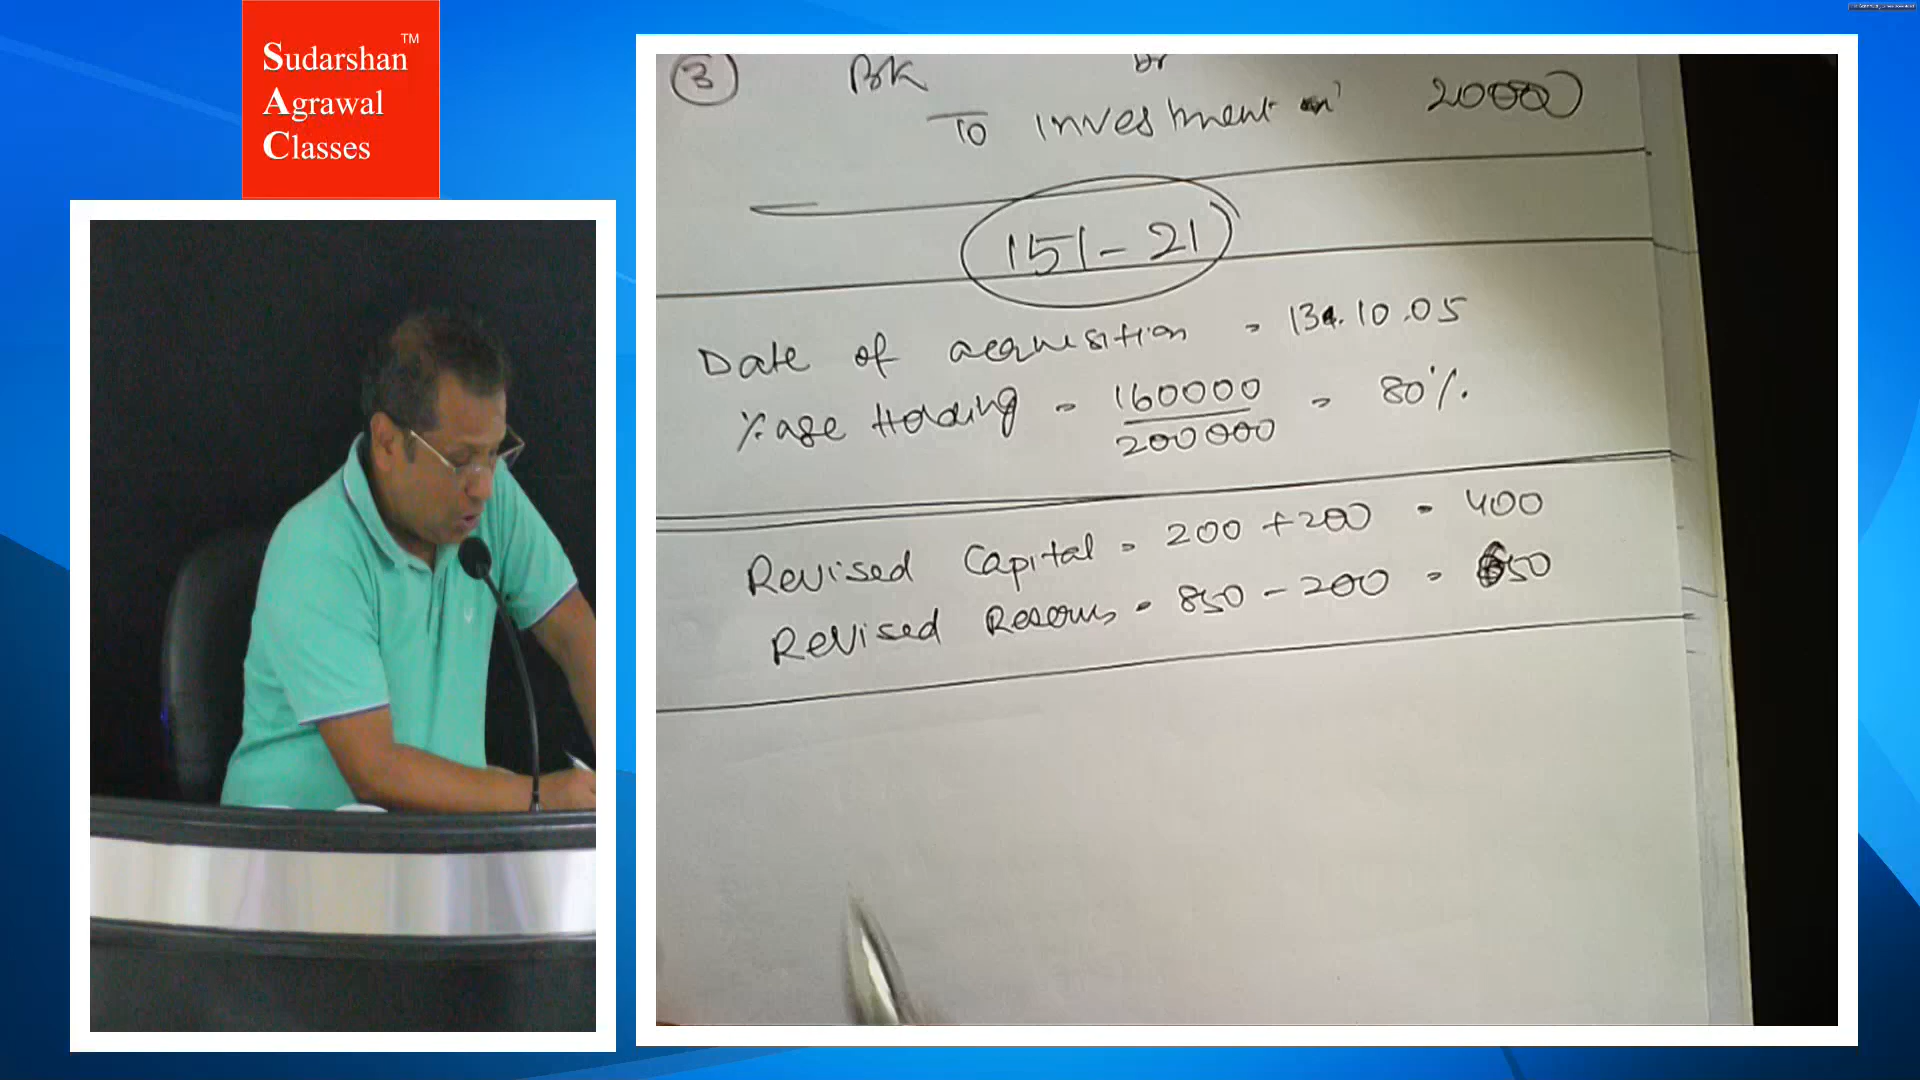 Sudarshan™
Agrawal
Classes
3 Bk Dr
To Investment 20000
151-21
Date of acquisition = 13.10.05
%age Holding = 160000/200000 = 80%
Revised Capital = 200 + 200 = 400
Revised Reserves = 850 - 200 = 650